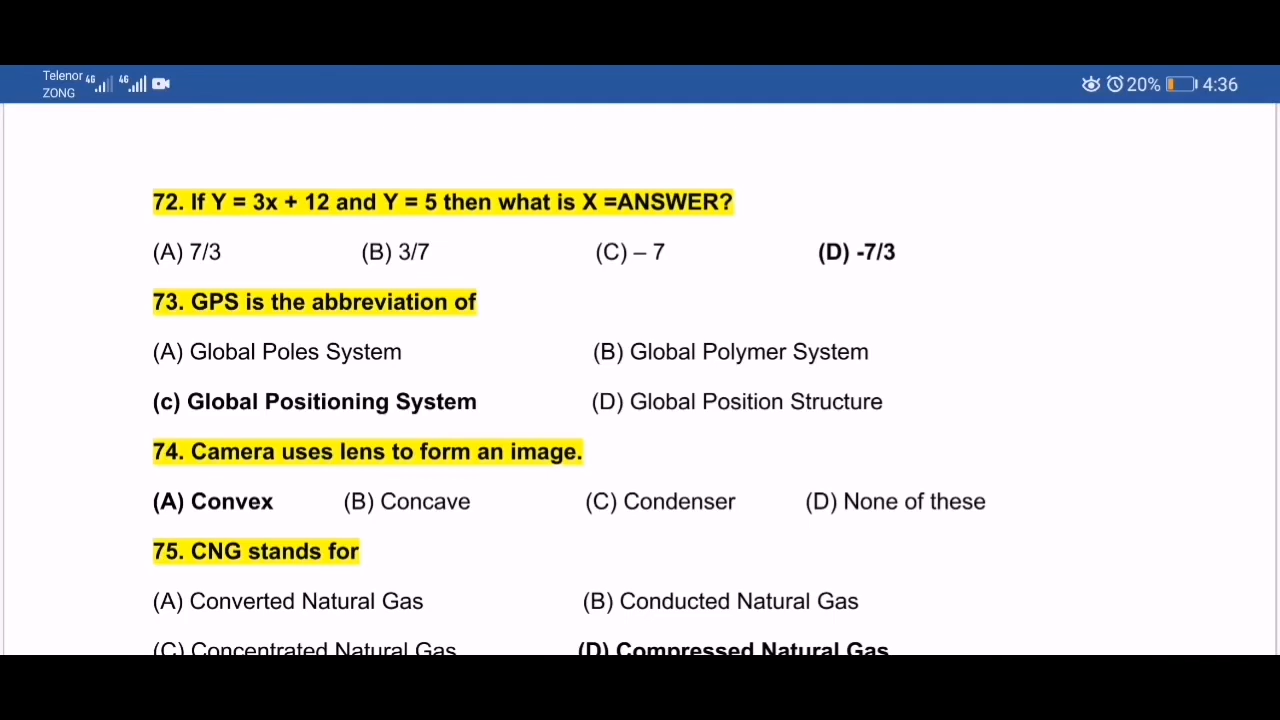 Telenor 4G 4G 20% 4:36
ZONG
72. If Y = 3x + 12 and Y = 5 then what is X =ANSWER?
(A) 7/3 (B) 3/7 (C) – 7 (D) -7/3
73. GPS is the abbreviation of
(A) Global Poles System (B) Global Polymer System
(c) Global Positioning System (D) Global Position Structure
74. Camera uses lens to form an image.
(A) Convex (B) Concave (C) Condenser (D) None of these
75. CNG stands for
(A) Converted Natural Gas (B) Conducted Natural Gas
(C) Concentrated Natural Gas (D) Compressed Natural Gas